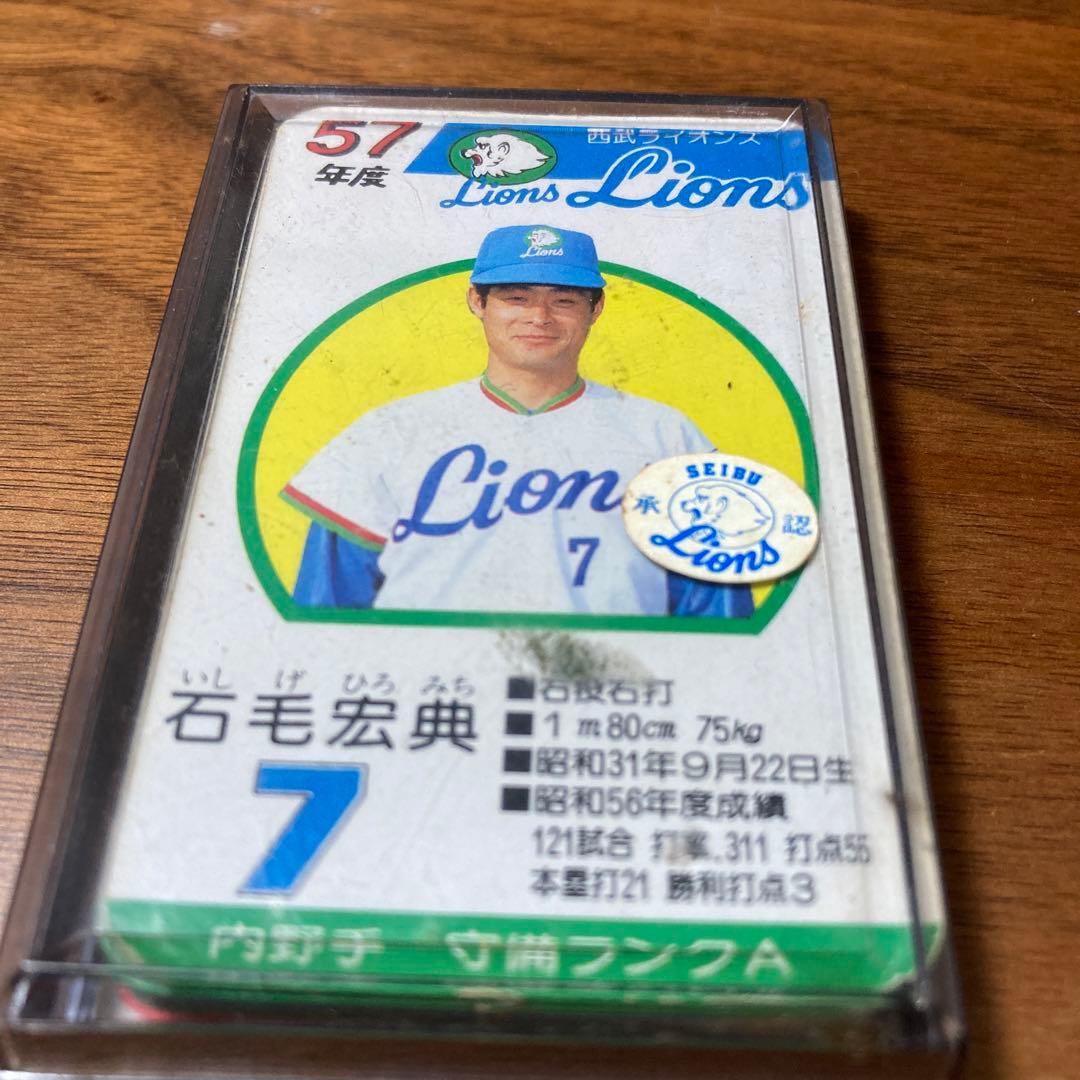 57
年度
西武ライオンズ
Lions Lions
Lions
Lions
7
SEIBU
承 認
Lions
いし げ ひろ みち
石毛宏典
7
■右投右打
■1m80cm 75kg
■昭和31年9月22日生
■昭和56年度成績
121試合 打率.311 打点55
本塁打21 勝利打点3
内野手 守備ランクA